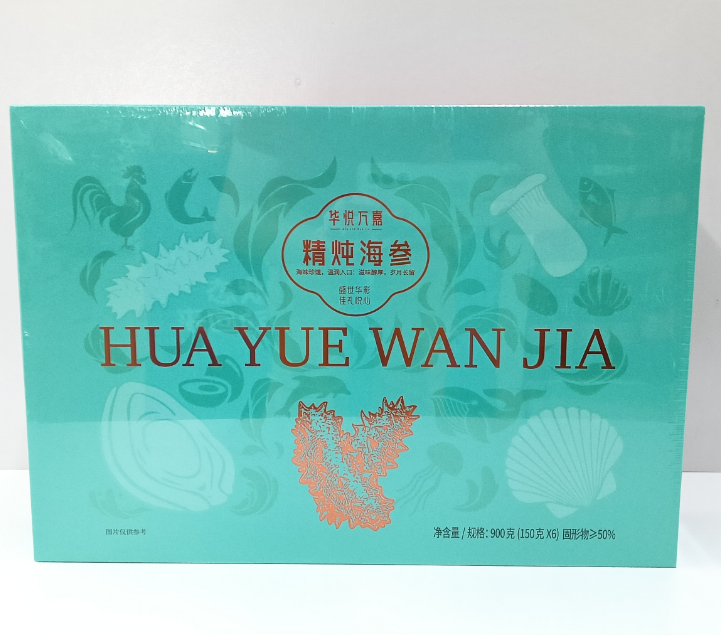 华悦万嘉
精炖海参
海味珍馐，温润入口；滋味醇厚，岁月长留
盛世华彩
佳礼悦心
HUA YUE WAN JIA
图片仅供参考
净含量 / 规格: 900克 (150克 X6) 固形物≥50%